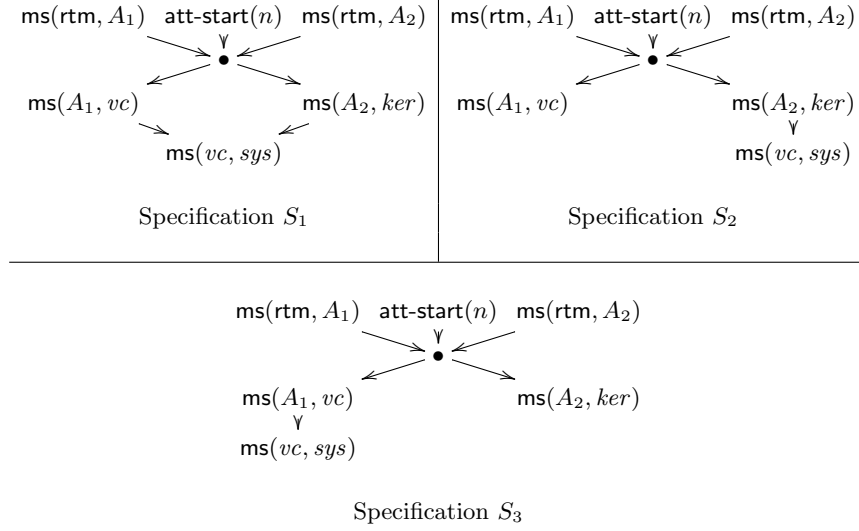 ms(rtm, A₁) att-start(n) ms(rtm, A₂)
•
ms(A₁, vc) ms(A₂, ker)
ms(vc, sys)
Specification S₁
ms(rtm, A₁) att-start(n) ms(rtm, A₂)
•
ms(A₁, vc) ms(A₂, ker)
ms(vc, sys)
Specification S₂
ms(rtm, A₁) att-start(n) ms(rtm, A₂)
•
ms(A₁, vc) ms(A₂, ker)
ms(vc, sys)
Specification S₃